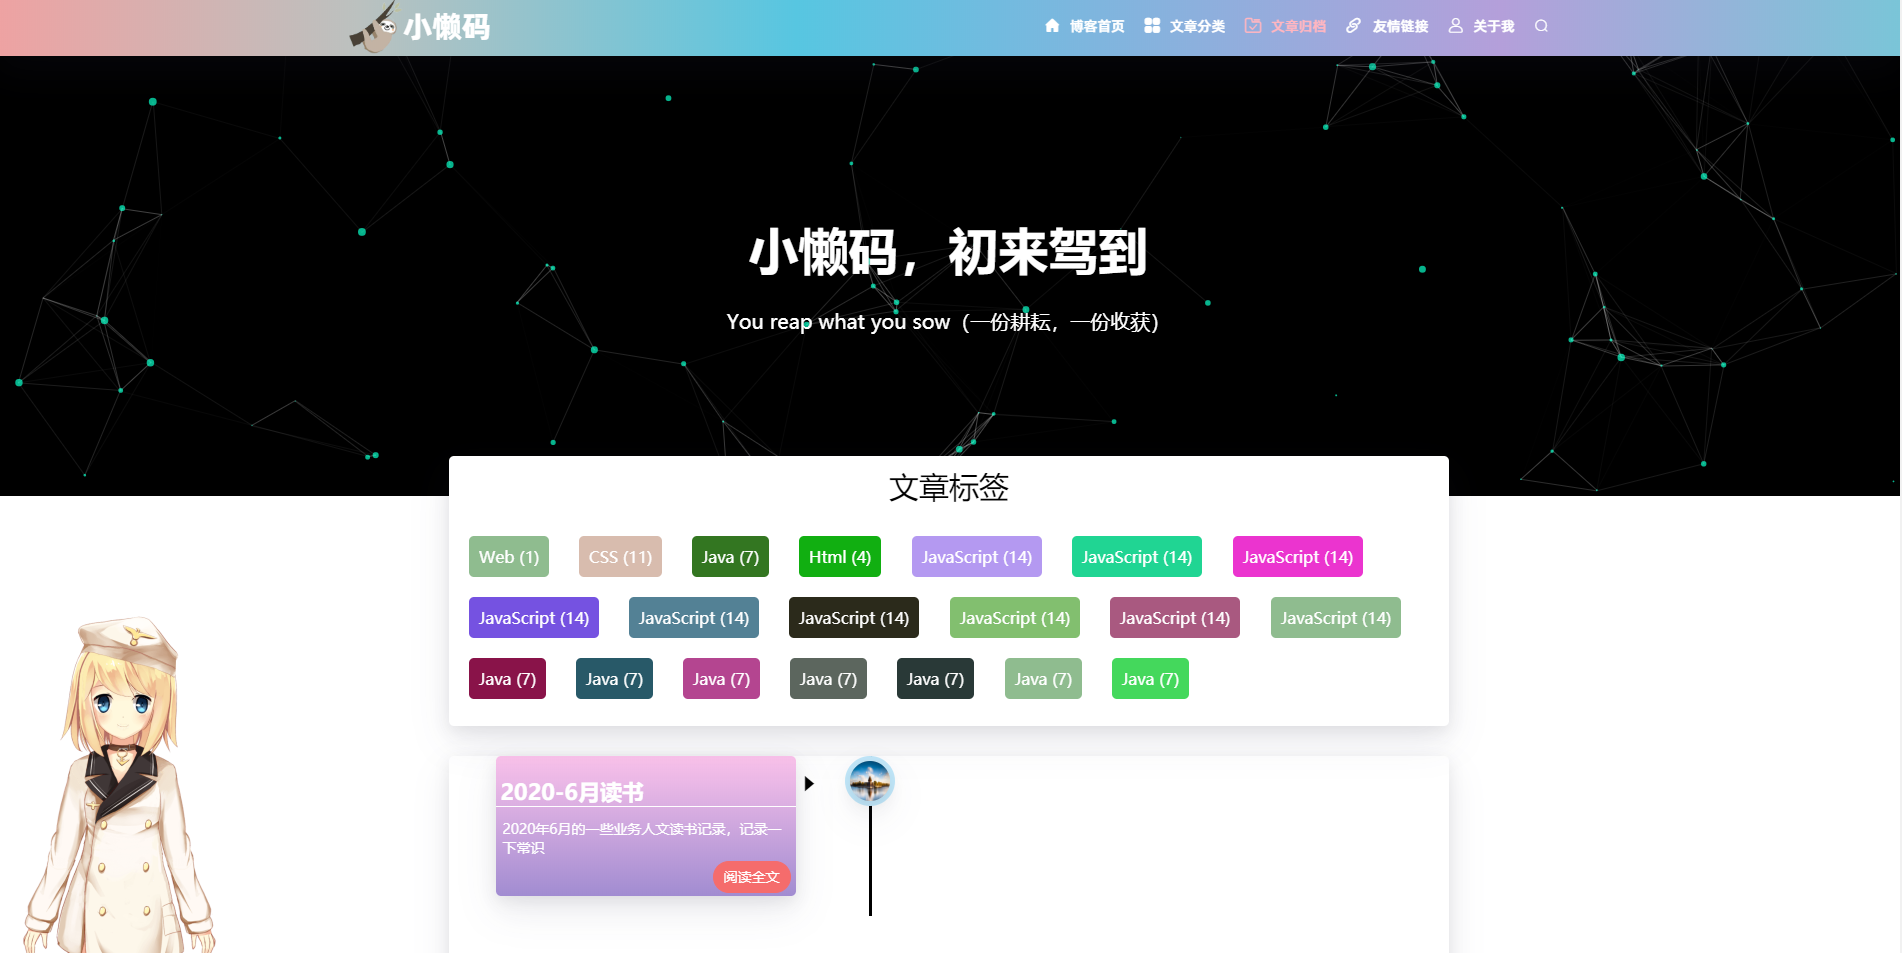 小懒码
博客首页 文章分类 文章归档 友情链接 关于我
小懒码，初来驾到
You reap what you sow（一份耕耘，一份收获）
文章标签
Web (1) CSS (11) Java (7) Html (4) JavaScript (14) JavaScript (14) JavaScript (14)
JavaScript (14) JavaScript (14) JavaScript (14) JavaScript (14) JavaScript (14) JavaScript (14)
Java (7) Java (7) Java (7) Java (7) Java (7) Java (7) Java (7)
2020-6月读书
2020年6月的一些业务人文读书记录，记录一
下常识
阅读全文